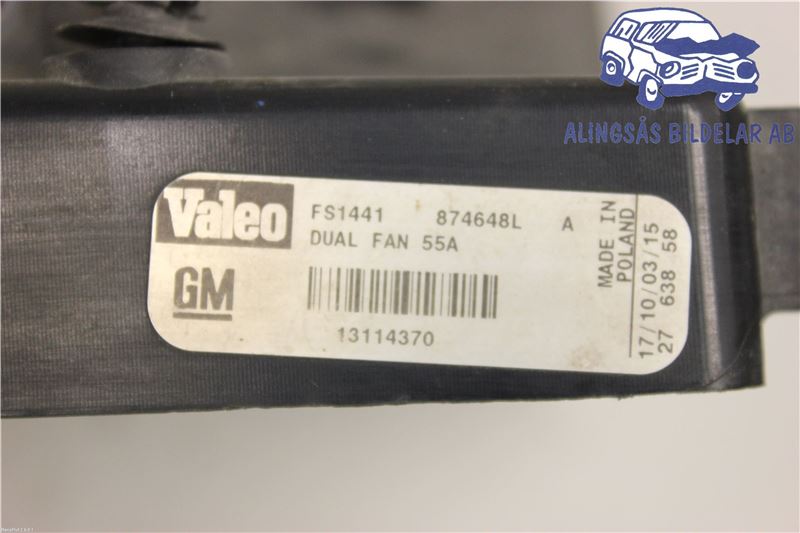 ALINGSÅS BILDELAR AB
Valeo
FS1441 874648L A
DUAL FAN 55A
GM
13114370
MADE IN
POLAND
17/10/03/15
27 638 58